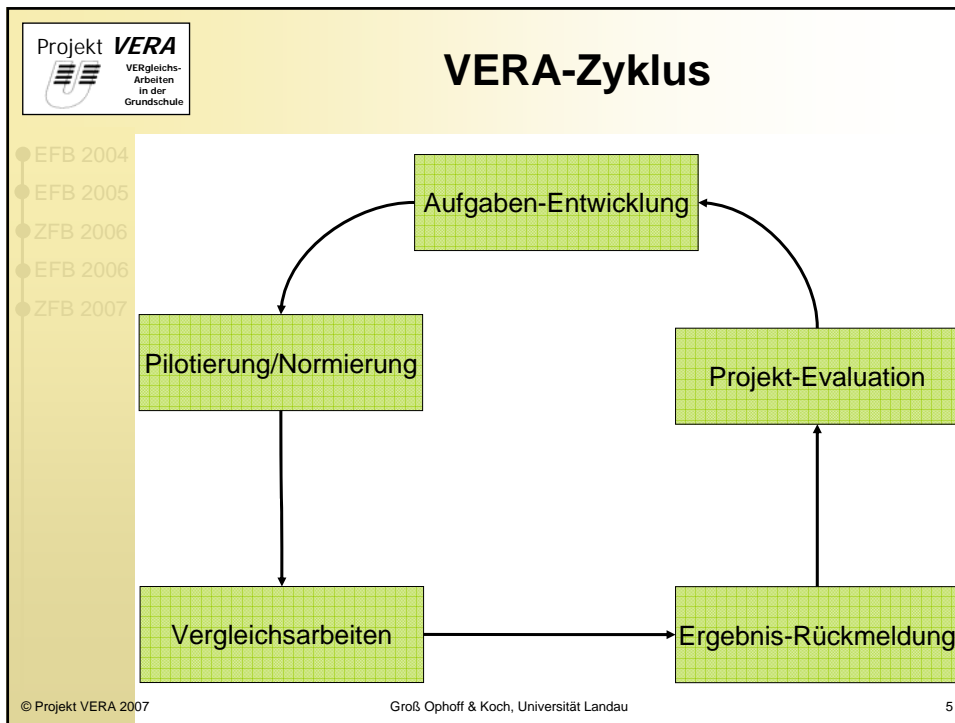 Projekt VERA
VERgleichs-
Arbeiten
in der
Grundschule
VERA-Zyklus
EFB 2004
EFB 2005
ZFB 2006
EFB 2006
ZFB 2007
Aufgaben-Entwicklung
Pilotierung/Normierung
Projekt-Evaluation
Vergleichsarbeiten
Ergebnis-Rückmeldung
© Projekt VERA 2007
Groß Ophoff & Koch, Universität Landau
5